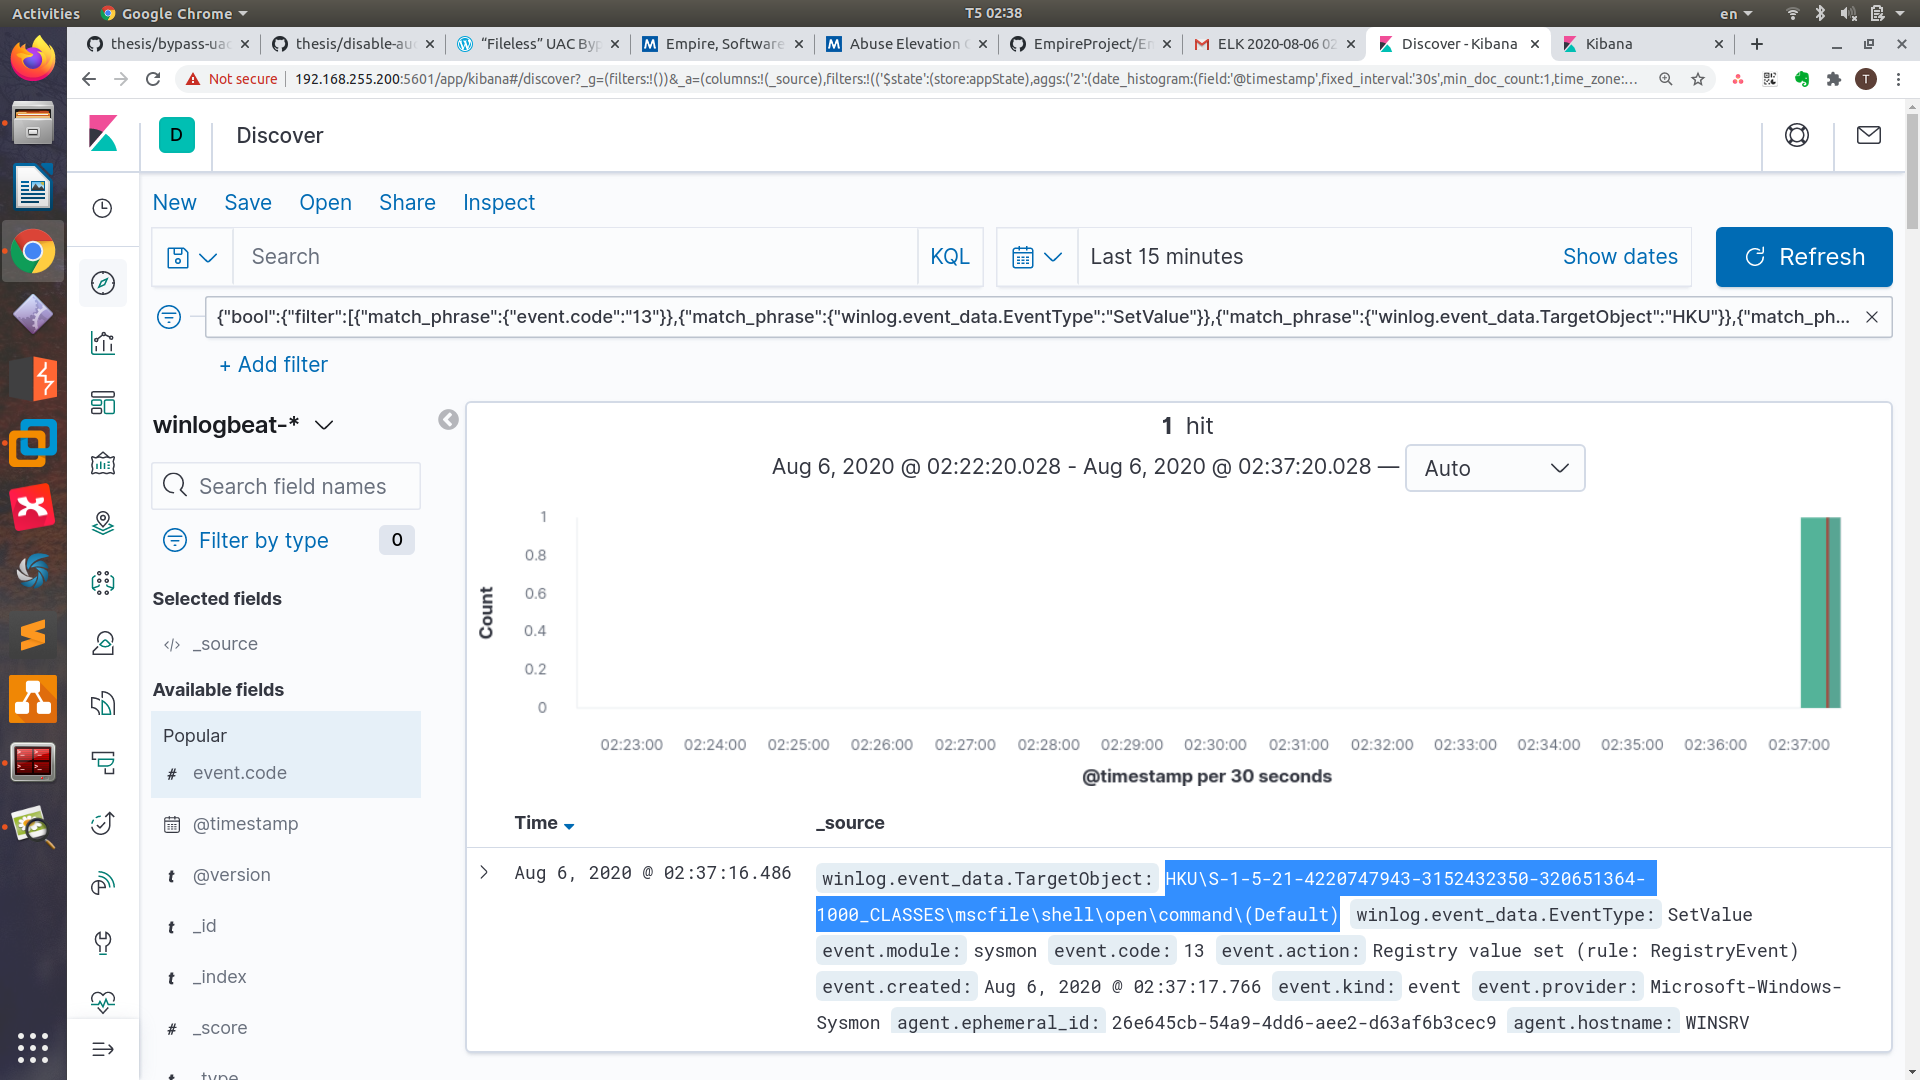 Activities
Google Chrome
T5 02:38
en
thesis/bypass-uac
thesis/disable-au
“Fileless” UAC Byp
Empire, Software
Abuse Elevation
EmpireProject/Em
ELK 2020-08-06 02
Discover - Kibana
Kibana
Not secure
192.168.255.200:5601/app/kibana#/discover?_g=(filters:!())&_a=(columns:!(_source),filters:!(('$state':(store:appState),aggs:('2':(date_histogram:(field:'@timestamp',fixed_interval:'30s',min_doc_count:1,time_zone:...
T
D
Discover
New
Save
Open
Share
Inspect
Search
KQL
Last 15 minutes
Show dates
Refresh
{"bool":{"filter":[{"match_phrase":{"event.code":"13"}},{"match_phrase":{"winlog.event_data.EventType":"SetValue"}},{"match_phrase":{"winlog.event_data.TargetObject":"HKU"}},{"match_ph...
+ Add filter
winlogbeat-*
Search field names
Filter by type
0
Selected fields
</> _source
Available fields
Popular
# event.code
@timestamp
t @version
t _id
t _index
# _score
t _type
1 hit
Aug 6, 2020 @ 02:22:20.028 - Aug 6, 2020 @ 02:37:20.028 —
Auto
1
0.8
0.6
0.4
0.2
0
Count
02:23:00 02:24:00 02:25:00 02:26:00 02:27:00 02:28:00 02:29:00 02:30:00 02:31:00 02:32:00 02:33:00 02:34:00 02:35:00 02:36:00 02:37:00
@timestamp per 30 seconds
Time
_source
Aug 6, 2020 @ 02:37:16.486
winlog.event_data.TargetObject: HKU\S-1-5-21-4220747943-3152432350-320651364-
1000_CLASSES\mscfile\shell\open\command\(Default) winlog.event_data.EventType: SetValue
event.module: sysmon event.code: 13 event.action: Registry value set (rule: RegistryEvent)
event.created: Aug 6, 2020 @ 02:37:17.766 event.kind: event event.provider: Microsoft-Windows-
Sysmon agent.ephemeral_id: 26e645cb-54a9-4dd6-aee2-d63af6b3cec9 agent.hostname: WINSRV